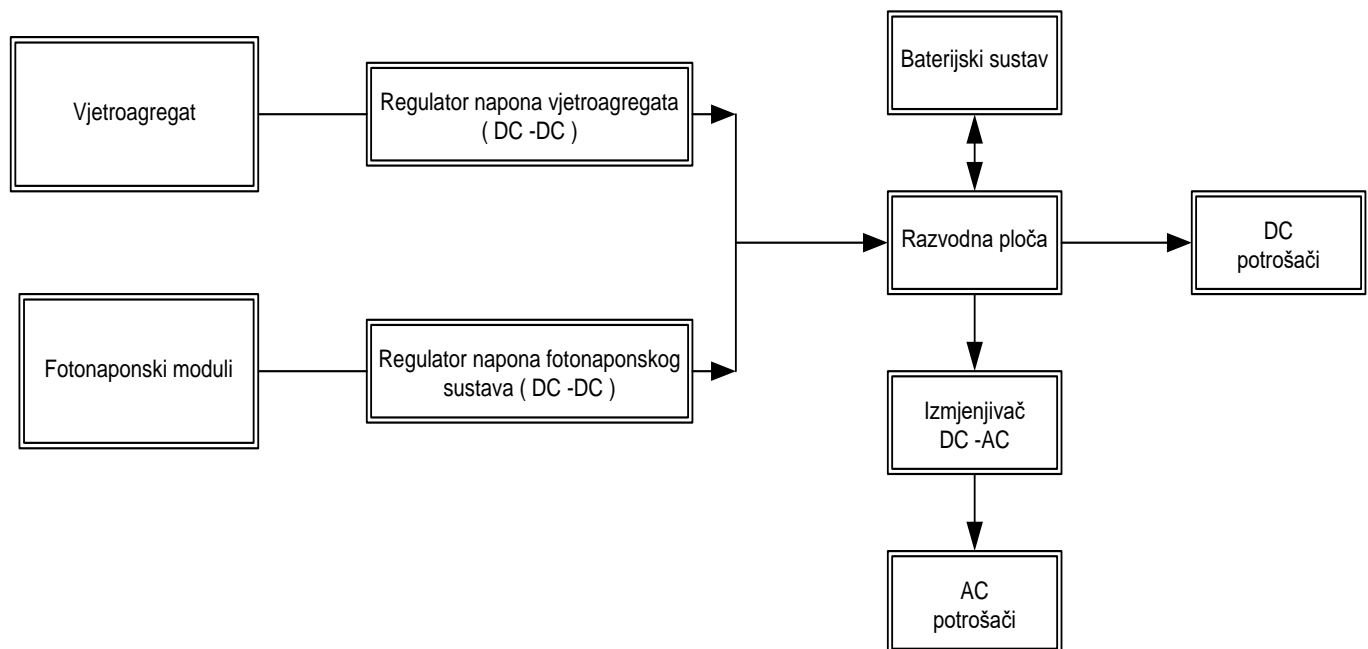 Baterijski sustav
Vjetroagregat
Regulator napona vjetroagregata
( DC -DC )
Razvodna ploča
DC
potrošači
Fotonaponski moduli
Regulator napona fotonaponskog
sustava ( DC -DC )
Izmjenjivač
DC -AC
AC
potrošači